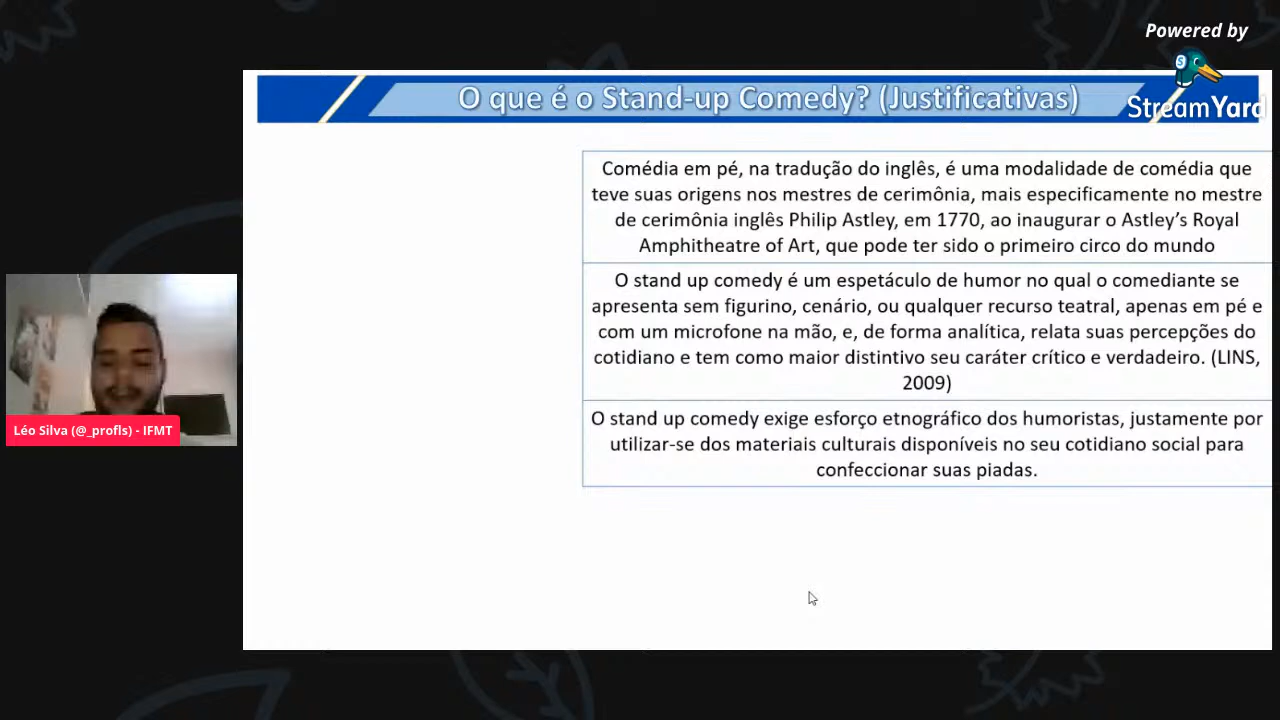 Powered by
StreamYard
O que é o Stand-up Comedy? (Justificativas)
Comédia em pé, na tradução do inglês, é uma modalidade de comédia que
teve suas origens nos mestres de cerimônia, mais especificamente no mestre
de cerimônia inglês Philip Astley, em 1770, ao inaugurar o Astley’s Royal
Amphitheatre of Art, que pode ter sido o primeiro circo do mundo
O stand up comedy é um espetáculo de humor no qual o comediante se
apresenta sem figurino, cenário, ou qualquer recurso teatral, apenas em pé e
com um microfone na mão, e, de forma analítica, relata suas percepções do
cotidiano e tem como maior distintivo seu caráter crítico e verdadeiro. (LINS,
2009)
O stand up comedy exige esforço etnográfico dos humoristas, justamente por
utilizar-se dos materiais culturais disponíveis no seu cotidiano social para
confeccionar suas piadas.
Léo Silva (@_profls) - IFMT